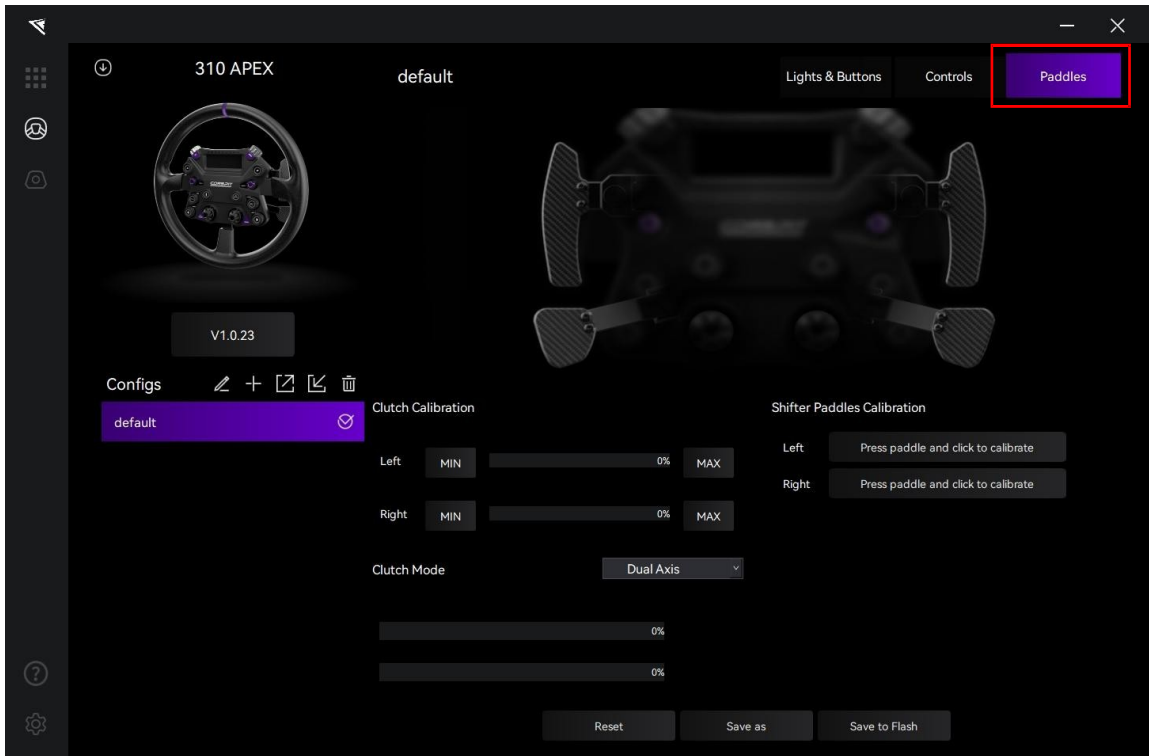 310 APEX
default
Lights & Buttons
Controls
Paddles
V1.0.23
Configs
default
Clutch Calibration
Left
MIN
0%
MAX
Right
MIN
0%
MAX
Clutch Mode
Dual Axis
0%
0%
Shifter Paddles Calibration
Left
Press paddle and click to calibrate
Right
Press paddle and click to calibrate
Reset
Save as
Save to Flash